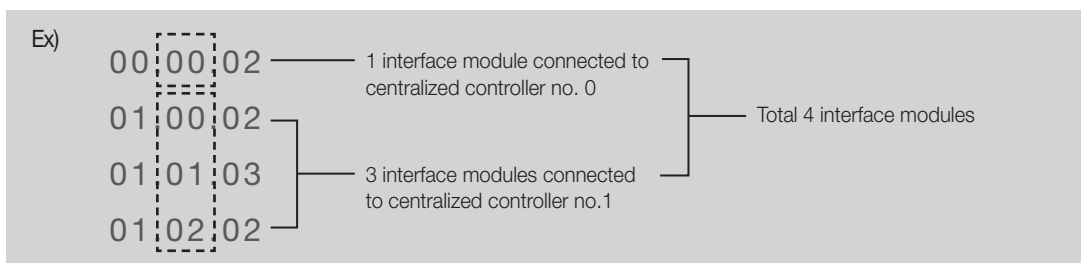 Ex)
00 00 02
1 interface module connected to
centralized controller no. 0
01 00 02
01 01 03
01 02 02
3 interface modules connected
to centralized controller no.1
Total 4 interface modules